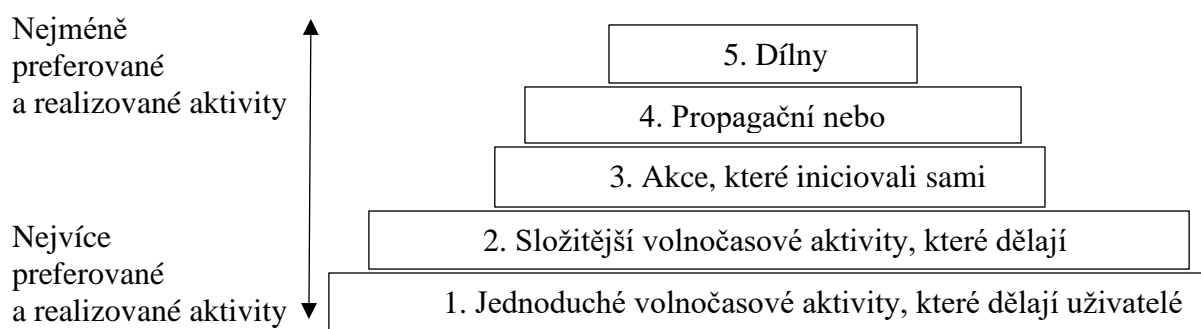 Nejméně
preferované
a realizované aktivity
5. Dílny
4. Propagační nebo
3. Akce, které iniciovali sami
Nejvíce
preferované
a realizované aktivity
2. Složitější volnočasové aktivity, které dělají
1. Jednoduché volnočasové aktivity, které dělají uživatelé